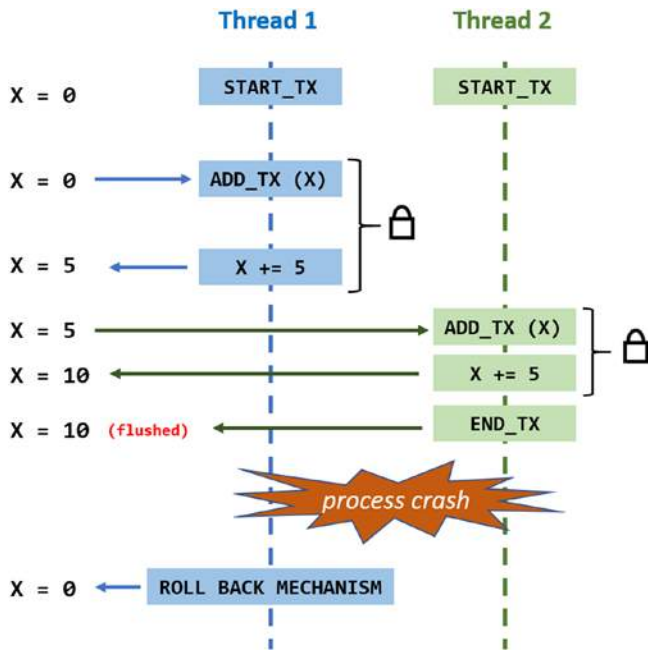 Thread 1 Thread 2
X = 0 START_TX START_TX
X = 0 ADD_TX (X)
X = 5 X += 5
X = 5 ADD_TX (X)
X = 10 X += 5
X = 10 (flushed) END_TX
process crash
X = 0 ROLL BACK MECHANISM